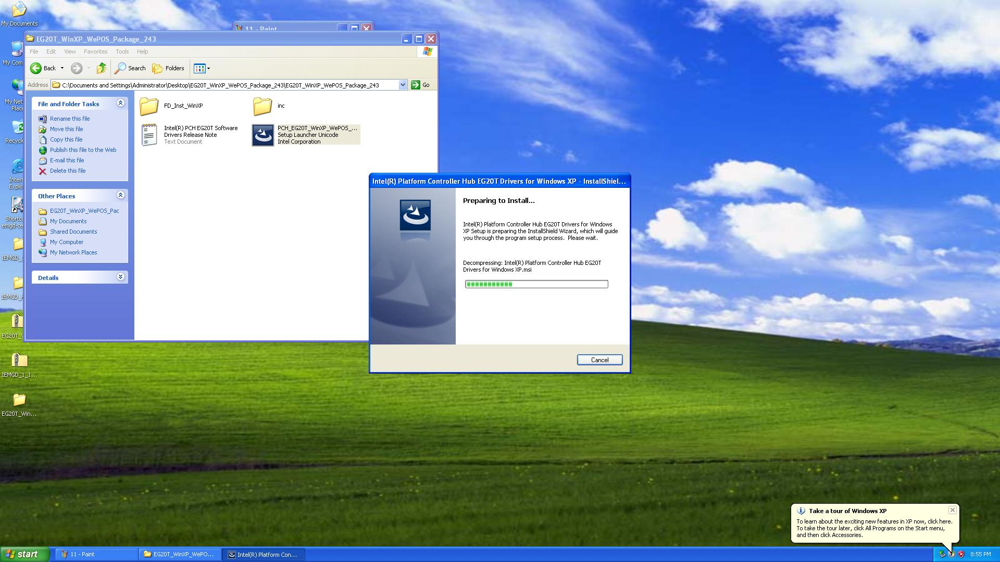 My Documents
My Com
My Net
Place
Recycle
Intern
Explo
Shortcu
emgd-ce
IEMGD_
IEMGD_H
EG20T_W
IEMGD_1_1...
EG20T_Win...
11 - Paint
EG20T_WinXP_WePOS_Package_243
File Edit View Favorites Tools Help
Back Search Folders
Address C:\Documents and Settings\Administrator\Desktop\EG20T_WinXP_WePOS_Package_243\EG20T_WinXP_WePOS_Package_243 Go
File and Folder Tasks
Rename this file
Move this file
Copy this file
Publish this file to the Web
E-mail this file
Delete this file
Other Places
EG20T_WinXP_WePOS_Pac
My Documents
Shared Documents
My Computer
My Network Places
Details
FD_Inst_WinXP
inc
Intel(R) PCH EG20T Software
Drivers Release Note
Text Document
PCH_EG20T_WinXP_WePOS_...
Setup Launcher Unicode
Intel Corporation
Intel(R) Platform Controller Hub EG20T Drivers for Windows XP - InstallShiel...
Preparing to Install...
Intel(R) Platform Controller Hub EG20T Drivers for Windows
XP Setup is preparing the InstallShield Wizard, which will guide
you through the program setup process. Please wait.
Decompressing: Intel(R) Platform Controller Hub EG20T
Drivers for Windows XP.msi
Cancel
Take a tour of Windows XP
To learn about the exciting new features in XP now, click here.
To take the tour later, click All Programs on the Start menu,
and then click Accessories.
start
11 - Paint
EG20T_WinXP_WePO...
Intel(R) Platform Con...
8:55 PM